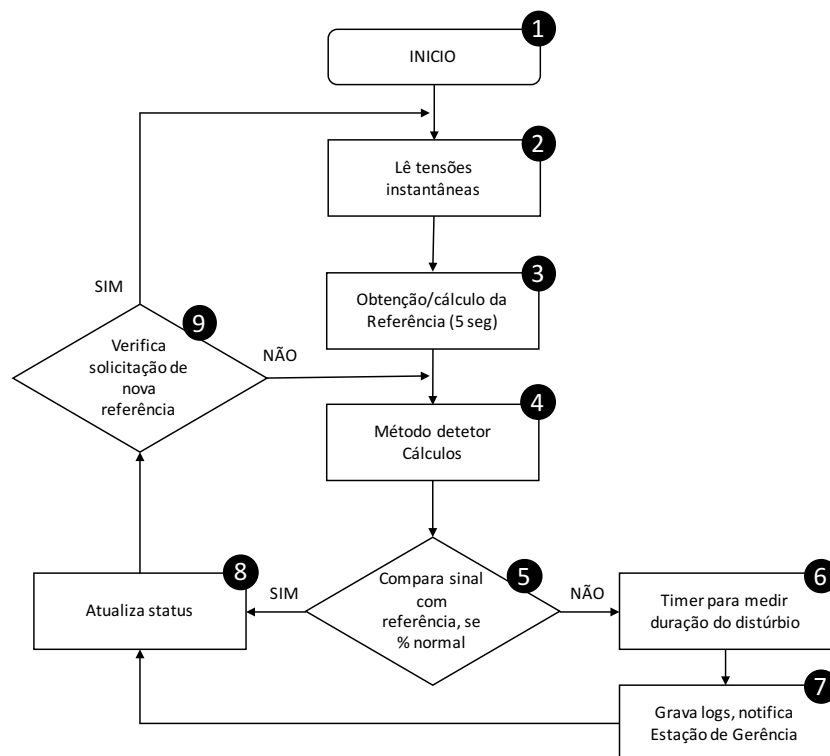 1
INICIO
2
Lê tensões
instantâneas
3
Obtenção/cálculo da
Referência (5 seg)
SIM
9
Verifica
solicitação de
nova
referência
NÃO
4
Método detetor
Cálculos
5
Compara sinal
com
referência, se
% normal
SIM
NÃO
8
Atualiza status
6
Timer para medir
duração do distúrbio
7
Grava logs, notifica
Estação de Gerência